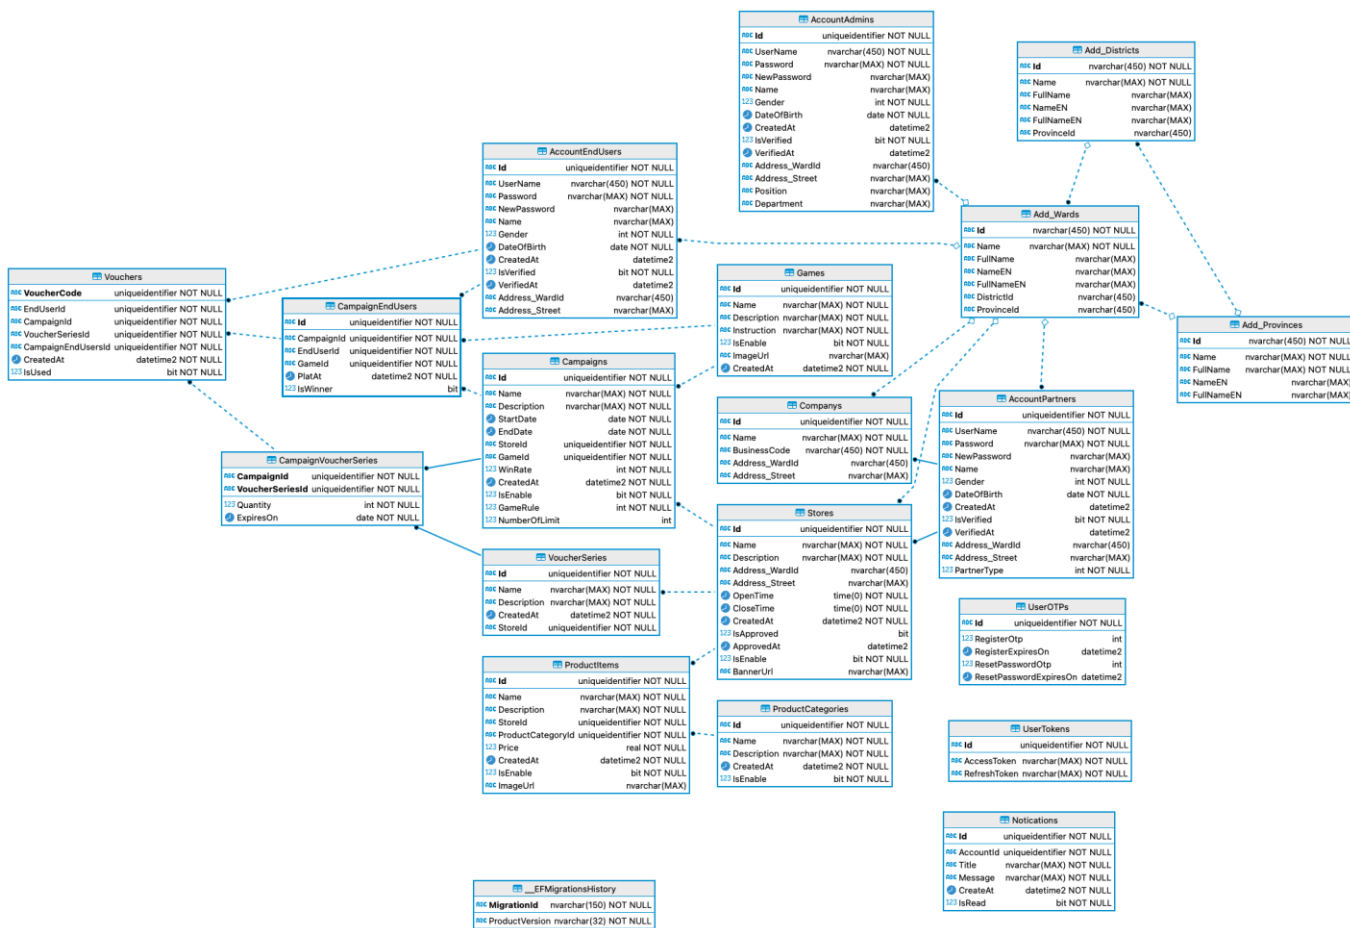 AccountAdmins
Id uniqueidentifier NOT NULL
UserName nvarchar(450) NOT NULL
Password nvarchar(MAX) NOT NULL
NewPassword nvarchar(MAX)
Name nvarchar(MAX)
Gender int NOT NULL
DateOfBirth date NOT NULL
CreatedAt datetime2
IsVerified bit NOT NULL
VerifiedAt datetime2
Address_WardId nvarchar(450)
Address_Street nvarchar(MAX)
Position nvarchar(MAX)
Department nvarchar(MAX)
Add_Districts
Id nvarchar(450) NOT NULL
Name nvarchar(MAX) NOT NULL
FullName nvarchar(MAX)
NameEN nvarchar(MAX)
FullNameEN nvarchar(MAX)
ProvinceId nvarchar(450)
AccountEndUsers
Id uniqueidentifier NOT NULL
UserName nvarchar(450) NOT NULL
Password nvarchar(MAX) NOT NULL
NewPassword nvarchar(MAX)
Name nvarchar(MAX)
Gender int NOT NULL
DateOfBirth date NOT NULL
CreatedAt datetime2
IsVerified bit NOT NULL
VerifiedAt datetime2
Address_WardId nvarchar(450)
Address_Street nvarchar(MAX)
Add_Wards
Id nvarchar(450) NOT NULL
Name nvarchar(MAX) NOT NULL
FullName nvarchar(MAX)
NameEN nvarchar(MAX)
FullNameEN nvarchar(MAX)
DistrictId nvarchar(450)
ProvinceId nvarchar(450)
Vouchers
VoucherCode uniqueidentifier NOT NULL
EndUserId uniqueidentifier NOT NULL
CampaignId uniqueidentifier NOT NULL
VoucherSeriesId uniqueidentifier NOT NULL
CampaignEndUsersId uniqueidentifier NOT NULL
CreatedAt datetime2 NOT NULL
IsUsed bit NOT NULL
CampaignEndUsers
Id uniqueidentifier NOT NULL
CampaignId uniqueidentifier NOT NULL
EndUserId uniqueidentifier NOT NULL
GameId uniqueidentifier NOT NULL
PlatAt datetime2 NOT NULL
IsWinner bit
Games
Id uniqueidentifier NOT NULL
Name nvarchar(MAX) NOT NULL
Description nvarchar(MAX) NOT NULL
Instruction nvarchar(MAX) NOT NULL
IsEnable bit NOT NULL
ImageUrl nvarchar(MAX)
CreatedAt datetime2 NOT NULL
Add_Provinces
Id nvarchar(450) NOT NULL
Name nvarchar(MAX) NOT NULL
FullName nvarchar(MAX) NOT NULL
NameEN nvarchar(MAX)
FullNameEN nvarchar(MAX)
Campaigns
Id uniqueidentifier NOT NULL
Name nvarchar(MAX) NOT NULL
Description nvarchar(MAX) NOT NULL
StartDate date NOT NULL
EndDate date NOT NULL
StoreId uniqueidentifier NOT NULL
GameId uniqueidentifier NOT NULL
WinRate int NOT NULL
CreatedAt datetime2 NOT NULL
IsEnable bit NOT NULL
GameRule int NOT NULL
NumberOfLimit int
Companys
Id uniqueidentifier NOT NULL
Name nvarchar(MAX) NOT NULL
BusinessCode nvarchar(450) NOT NULL
Address_WardId nvarchar(450)
Address_Street nvarchar(MAX)
AccountPartners
Id uniqueidentifier NOT NULL
UserName nvarchar(450) NOT NULL
Password nvarchar(MAX) NOT NULL
NewPassword nvarchar(MAX)
Name nvarchar(MAX)
Gender int NOT NULL
DateOfBirth date NOT NULL
CreatedAt datetime2
IsVerified bit NOT NULL
VerifiedAt datetime2
Address_WardId nvarchar(450)
Address_Street nvarchar(MAX)
PartnerType int NOT NULL
CampaignVoucherSeries
CampaignId uniqueidentifier NOT NULL
VoucherSeriesId uniqueidentifier NOT NULL
Quantity int NOT NULL
ExpiresOn date NOT NULL
Stores
Id uniqueidentifier NOT NULL
Name nvarchar(MAX) NOT NULL
Description nvarchar(MAX) NOT NULL
Address_WardId nvarchar(450)
Address_Street nvarchar(MAX)
OpenTime time(0) NOT NULL
CloseTime time(0) NOT NULL
CreatedAt datetime2 NOT NULL
IsApproved bit
ApprovedAt datetime2
IsEnable bit NOT NULL
BannerUrl nvarchar(MAX)
VoucherSeries
Id uniqueidentifier NOT NULL
Name nvarchar(MAX) NOT NULL
Description nvarchar(MAX) NOT NULL
CreatedAt datetime2 NOT NULL
StoreId uniqueidentifier NOT NULL
UserOTPs
Id uniqueidentifier NOT NULL
RegisterOtp int
RegisterExpiresOn datetime2
ResetPasswordOtp int
ResetPasswordExpiresOn datetime2
ProductItems
Id uniqueidentifier NOT NULL
Name nvarchar(MAX) NOT NULL
Description nvarchar(MAX) NOT NULL
StoreId uniqueidentifier NOT NULL
ProductCategoryId uniqueidentifier NOT NULL
Price real NOT NULL
CreatedAt datetime2 NOT NULL
IsEnable bit NOT NULL
ImageUrl nvarchar(MAX)
ProductCategories
Id uniqueidentifier NOT NULL
Name nvarchar(MAX) NOT NULL
Description nvarchar(MAX) NOT NULL
CreatedAt datetime2 NOT NULL
IsEnable bit NOT NULL
UserTokens
Id uniqueidentifier NOT NULL
AccessToken nvarchar(MAX) NOT NULL
RefreshToken nvarchar(MAX) NOT NULL
Notications
Id uniqueidentifier NOT NULL
AccountId uniqueidentifier NOT NULL
Title nvarchar(MAX) NOT NULL
Message nvarchar(MAX) NOT NULL
CreateAt datetime2 NOT NULL
IsRead bit NOT NULL
__EFMigrationsHistory
MigrationId nvarchar(150) NOT NULL
ProductVersion nvarchar(32) NOT NULL